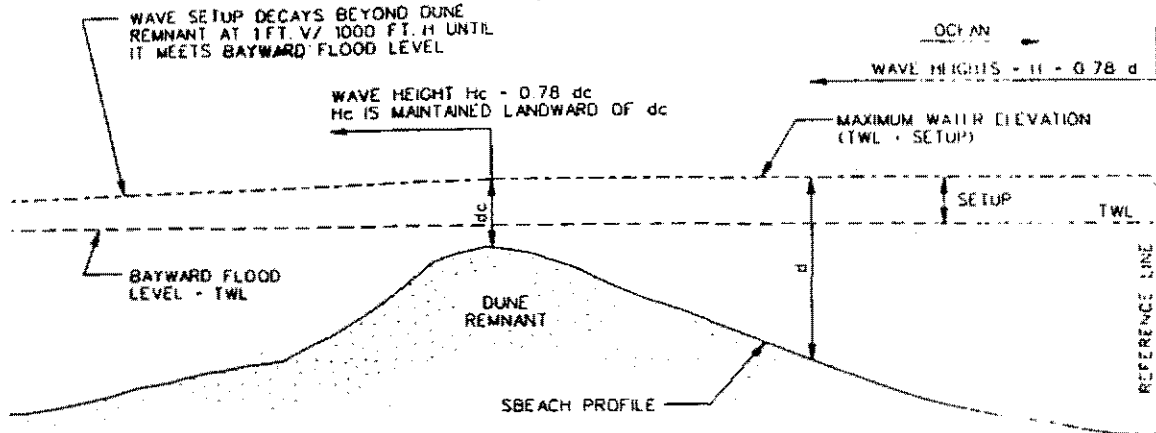 WAVE SETUP DECAYS BEYOND DUNE
REMNANT AT 1 FT. V/ 1000 FT. H UNTIL
IT MEETS BAYWARD FLOOD LEVEL
OCEAN
WAVE HEIGHTS - H - 0.78 d
WAVE HEIGHT Hc - 0.78 dc
Hc IS MAINTAINED LANDWARD OF dc
MAXIMUM WATER ELEVATION
(TWL + SETUP)
dc
SETUP
TWL
d
BAYWARD FLOOD
LEVEL - TWL
DUNE
REMNANT
REFERENCE LINE
SBEACH PROFILE